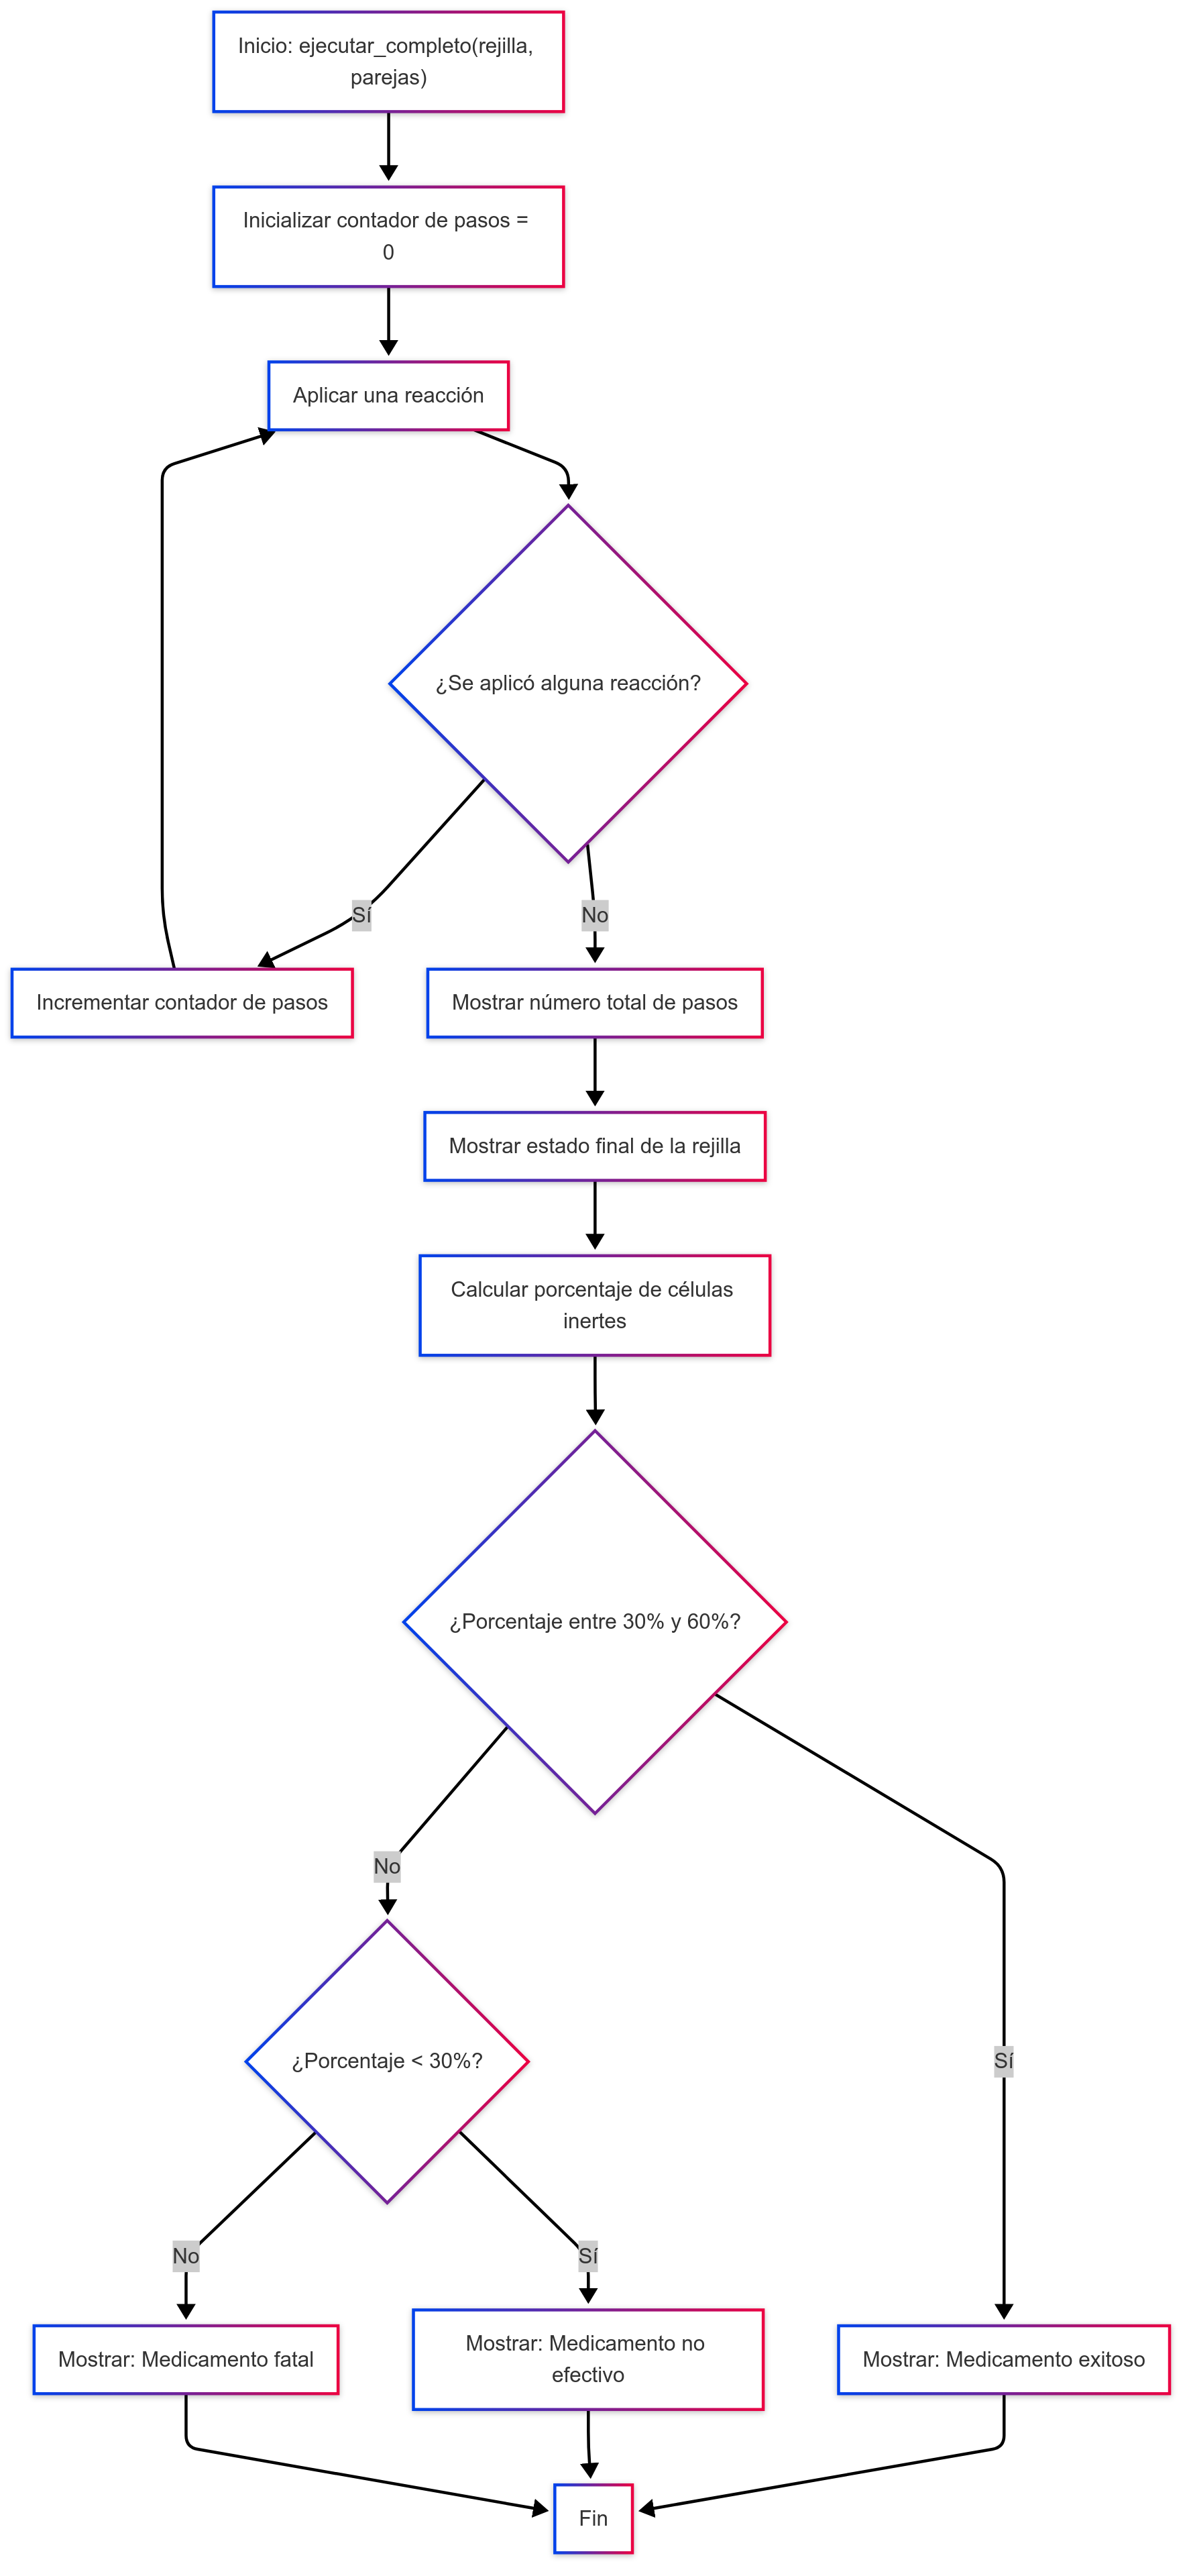 Inicio: ejecutar_completo(rejilla,
parejas)
Inicializar contador de pasos =
0
Aplicar una reacción
¿Se aplicó alguna reacción?
Sí
No
Incrementar contador de pasos
Mostrar número total de pasos
Mostrar estado final de la rejilla
Calcular porcentaje de células
inertes
¿Porcentaje entre 30% y 60%?
No
¿Porcentaje < 30%?
Sí
No
Sí
Mostrar: Medicamento fatal
Mostrar: Medicamento no
efectivo
Mostrar: Medicamento exitoso
Fin